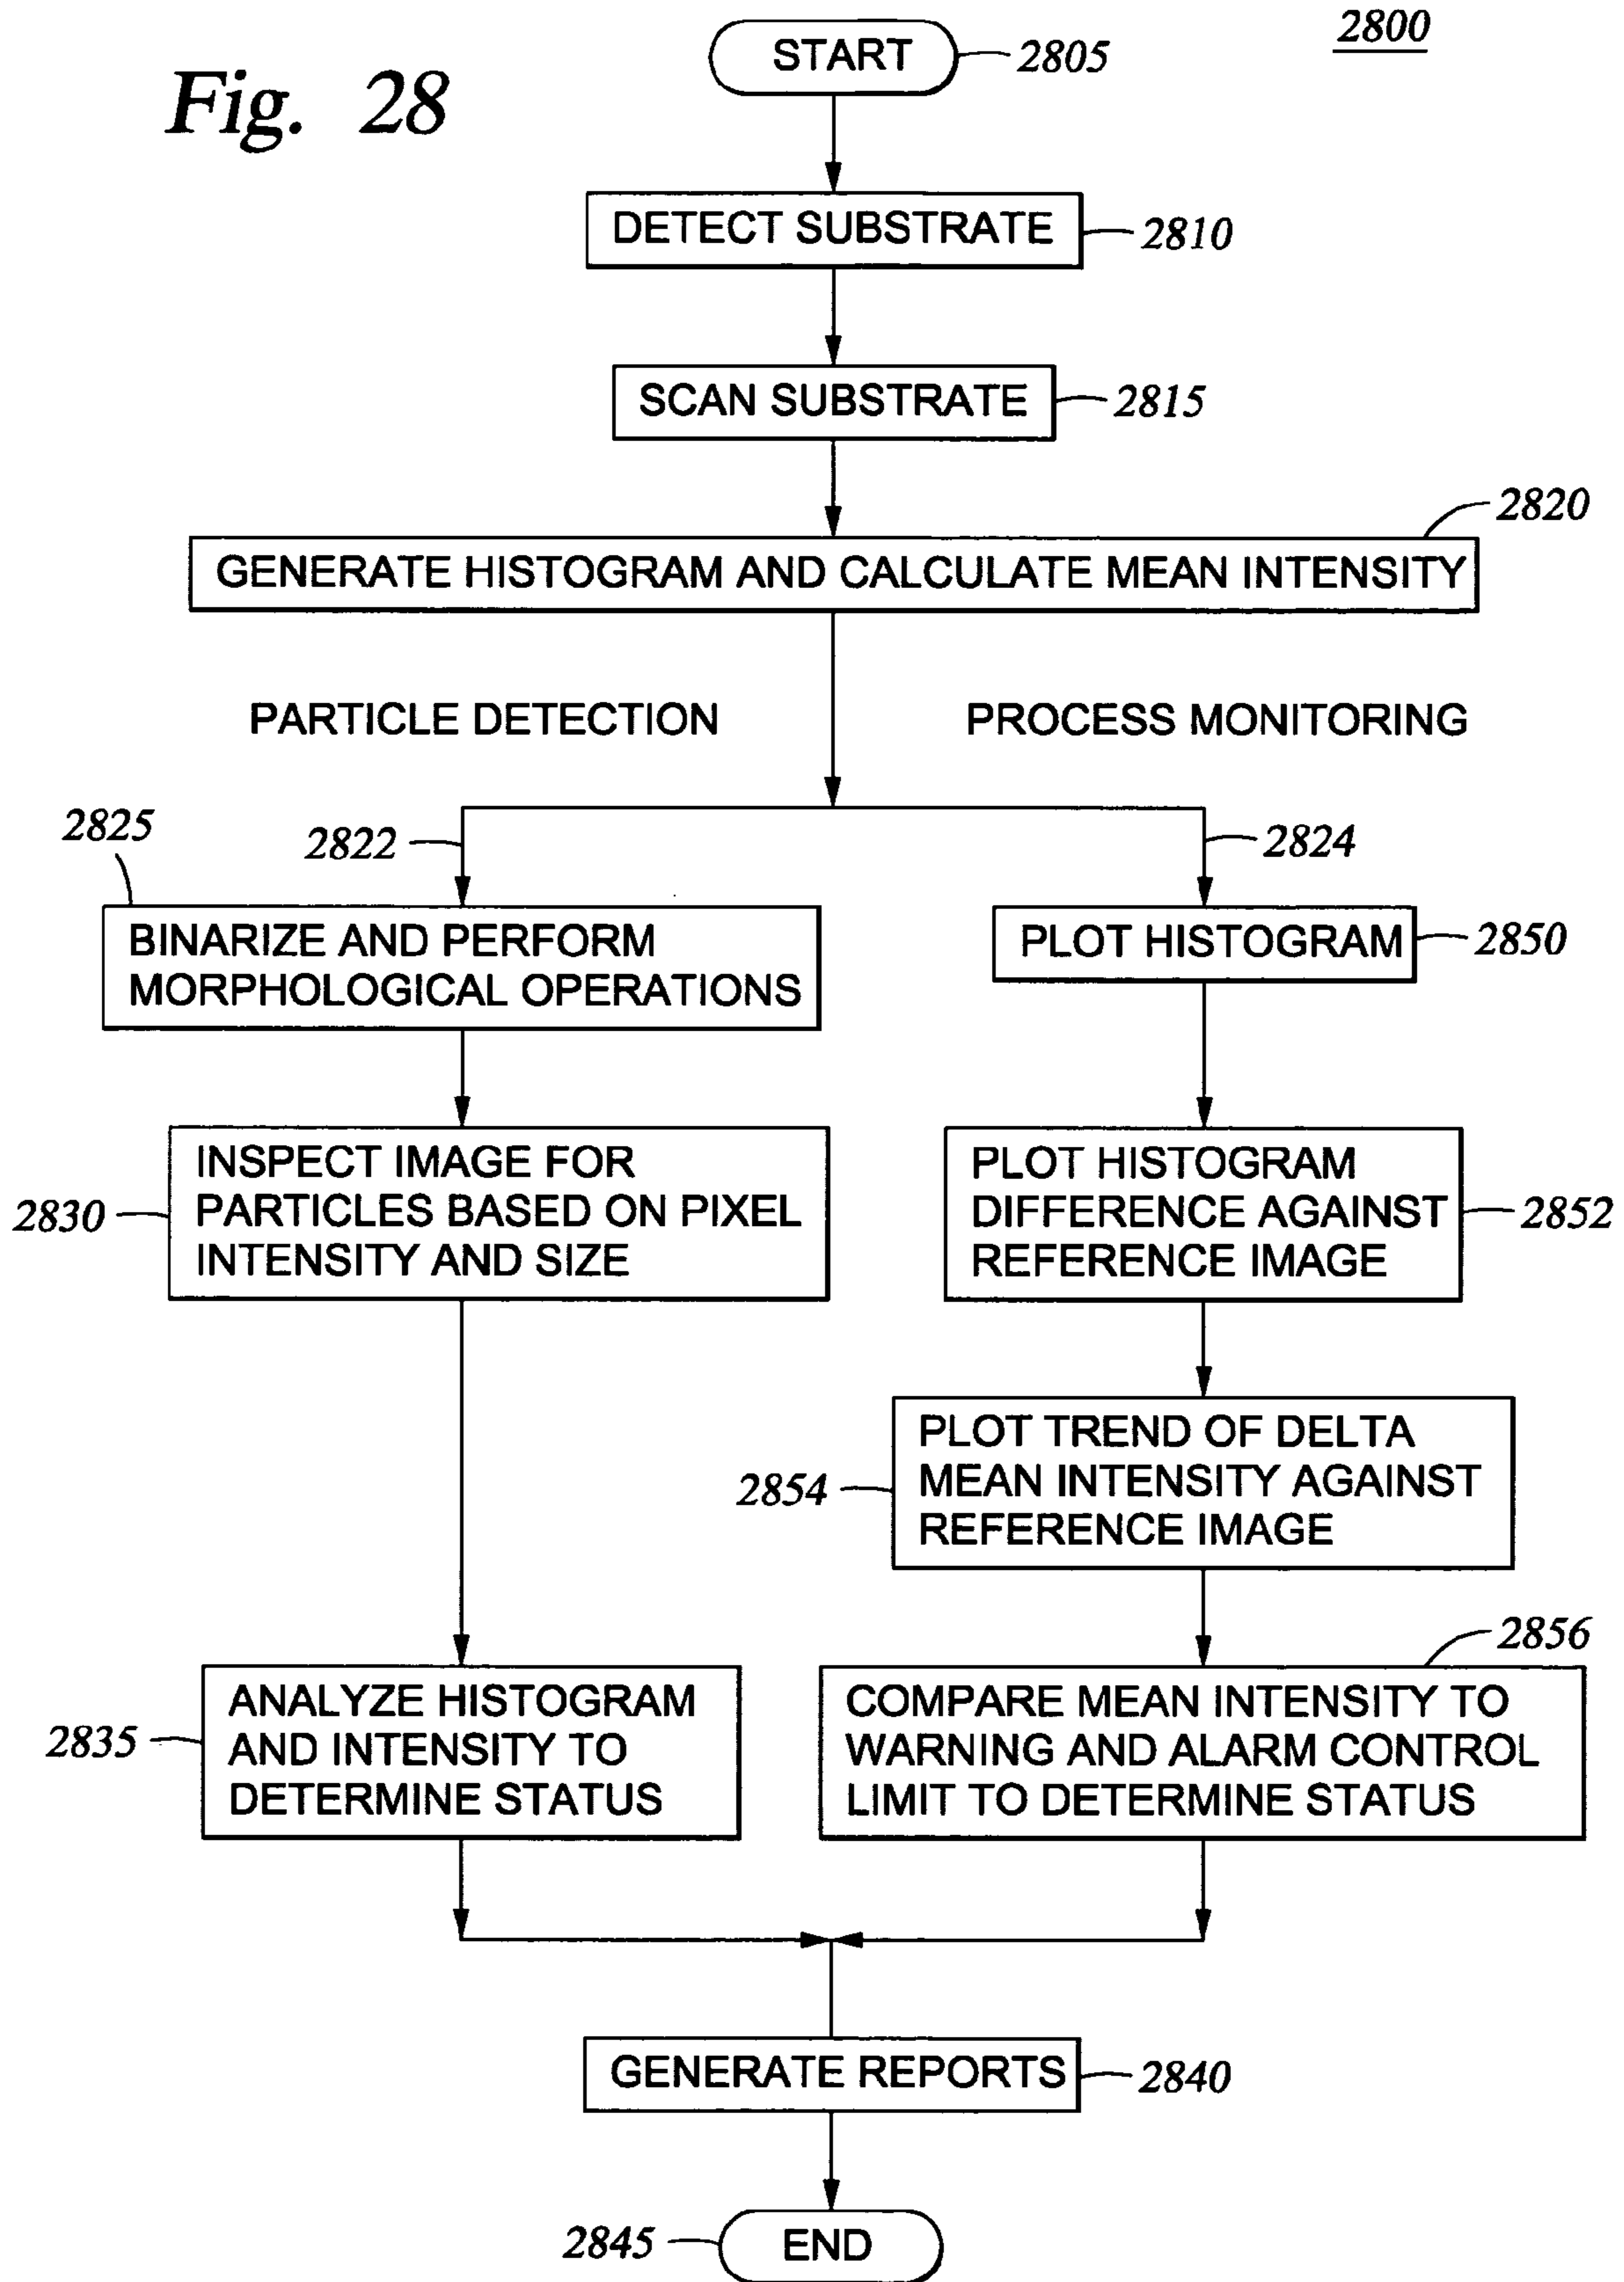 2800
START
2805
Fig. 28
DETECT SUBSTRATE
2810
SCAN SUBSTRATE
2815
2820
GENERATE HISTOGRAM AND CALCULATE MEAN INTENSITY
PARTICLE DETECTION
PROCESS MONITORING
2825
2822
2824
BINARIZE AND PERFORM
MORPHOLOGICAL OPERATIONS
PLOT HISTOGRAM
2850
2830
INSPECT IMAGE FOR
PARTICLES BASED ON PIXEL
INTENSITY AND SIZE
PLOT HISTOGRAM
DIFFERENCE AGAINST
REFERENCE IMAGE
2852
2854
PLOT TREND OF DELTA
MEAN INTENSITY AGAINST
REFERENCE IMAGE
2835
ANALYZE HISTOGRAM
AND INTENSITY TO
DETERMINE STATUS
2856
COMPARE MEAN INTENSITY TO
WARNING AND ALARM CONTROL
LIMIT TO DETERMINE STATUS
GENERATE REPORTS
2840
2845
END